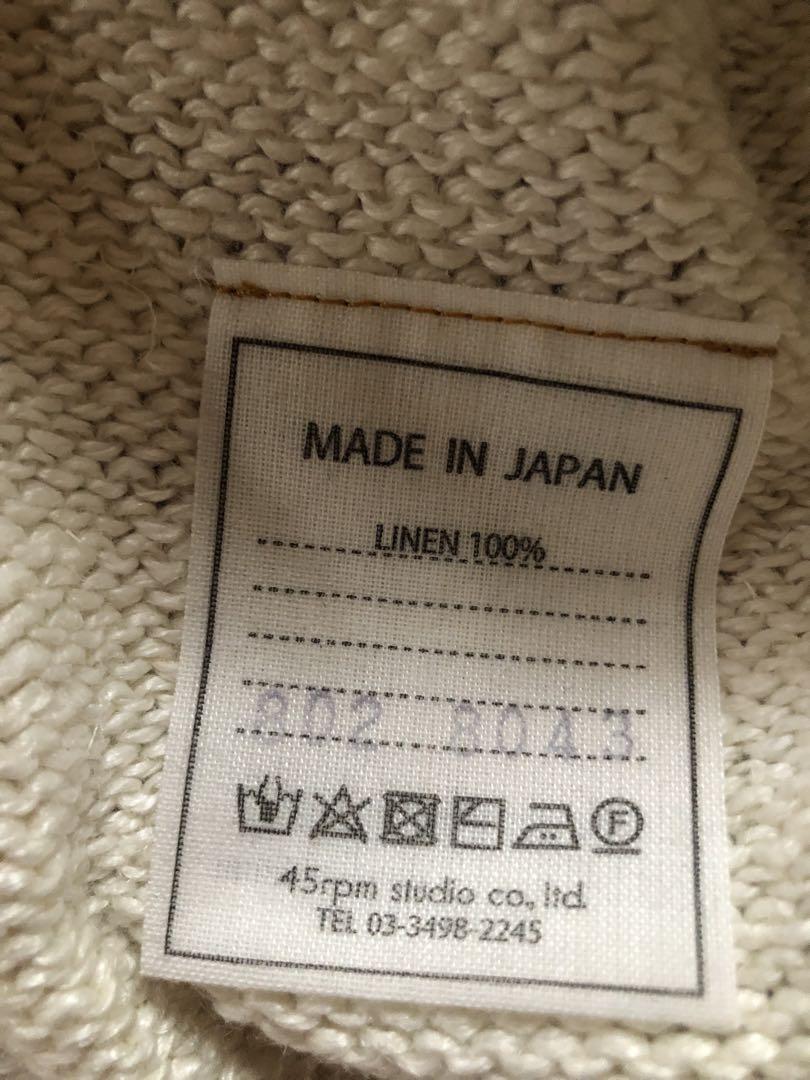 MADE IN JAPAN
LINEN 100%
802 8043
F
45rpm studio co., ltd.
TEL 03-3498-2245